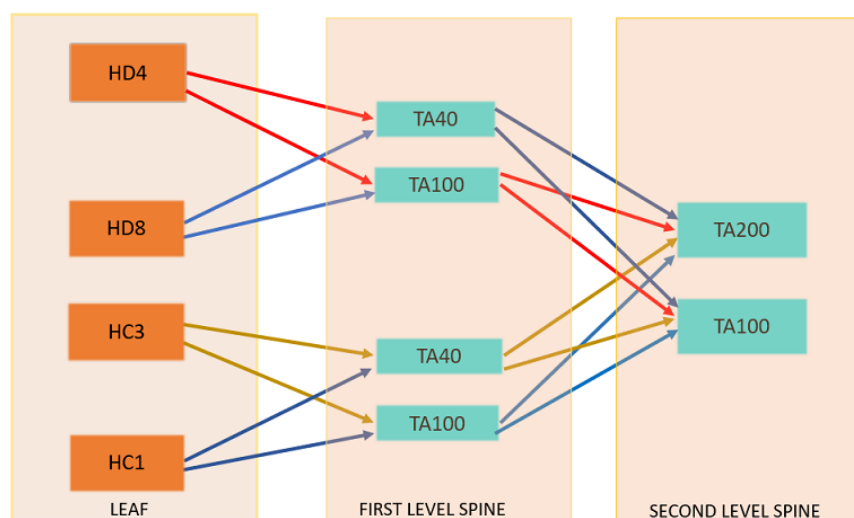 HD4
HD8
HC3
HC1
LEAF
TA40
TA100
TA40
TA100
FIRST LEVEL SPINE
TA200
TA100
SECOND LEVEL SPINE